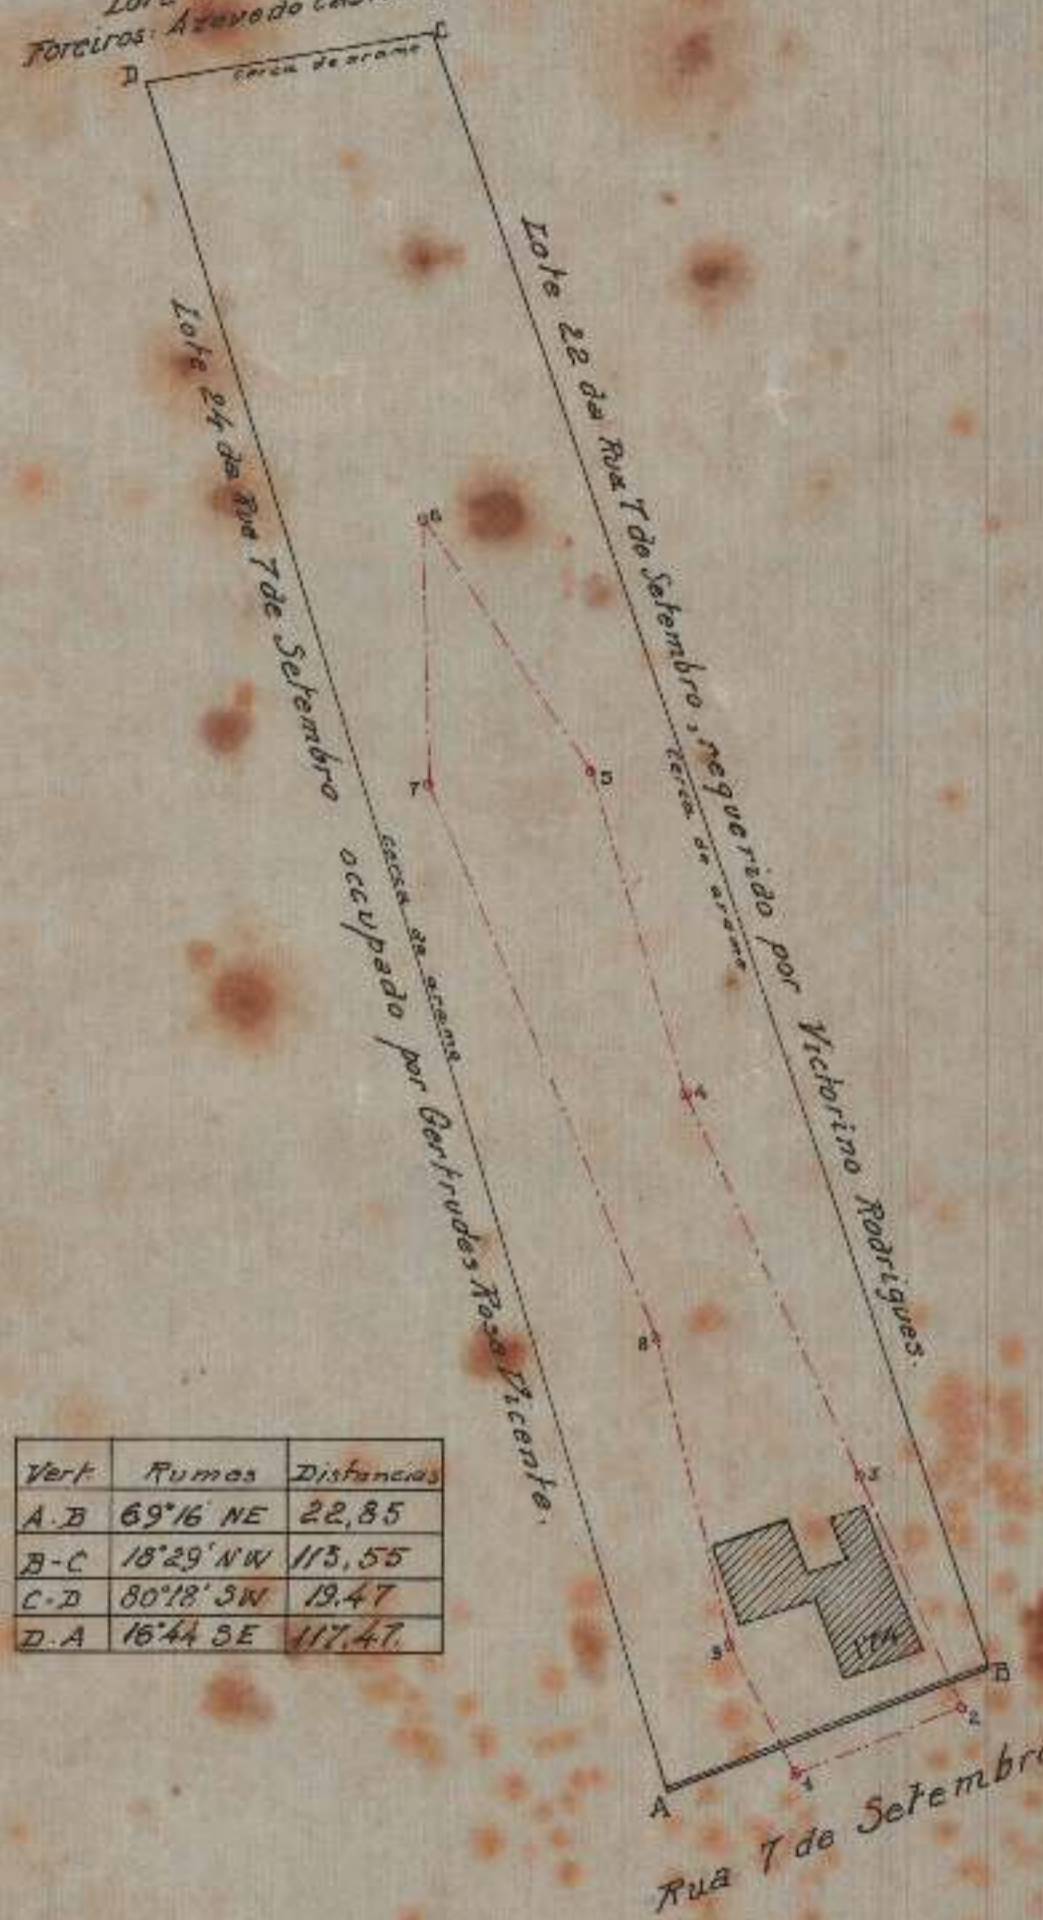 Foreiros: Azevedo
D
C
cerca de arame
Lote 22 da Rua 7 de Setembro, requerido por Victorino Rodrigues.
cerca de arame
Lote 24 da Rua 7 de Setembro occupado por Gertrudes Rosa Vicente.
cerca de arame
6
5
7
4
8
3
9
2
1
A
B
Vert. Rumos Distancias
A.B 69°16' NE 22,85
B-C 18°29' NW 113,55
C-D 80°18' SW 19.47
D.A 16°44 SE 117,47.
Rua 7 de Setembro